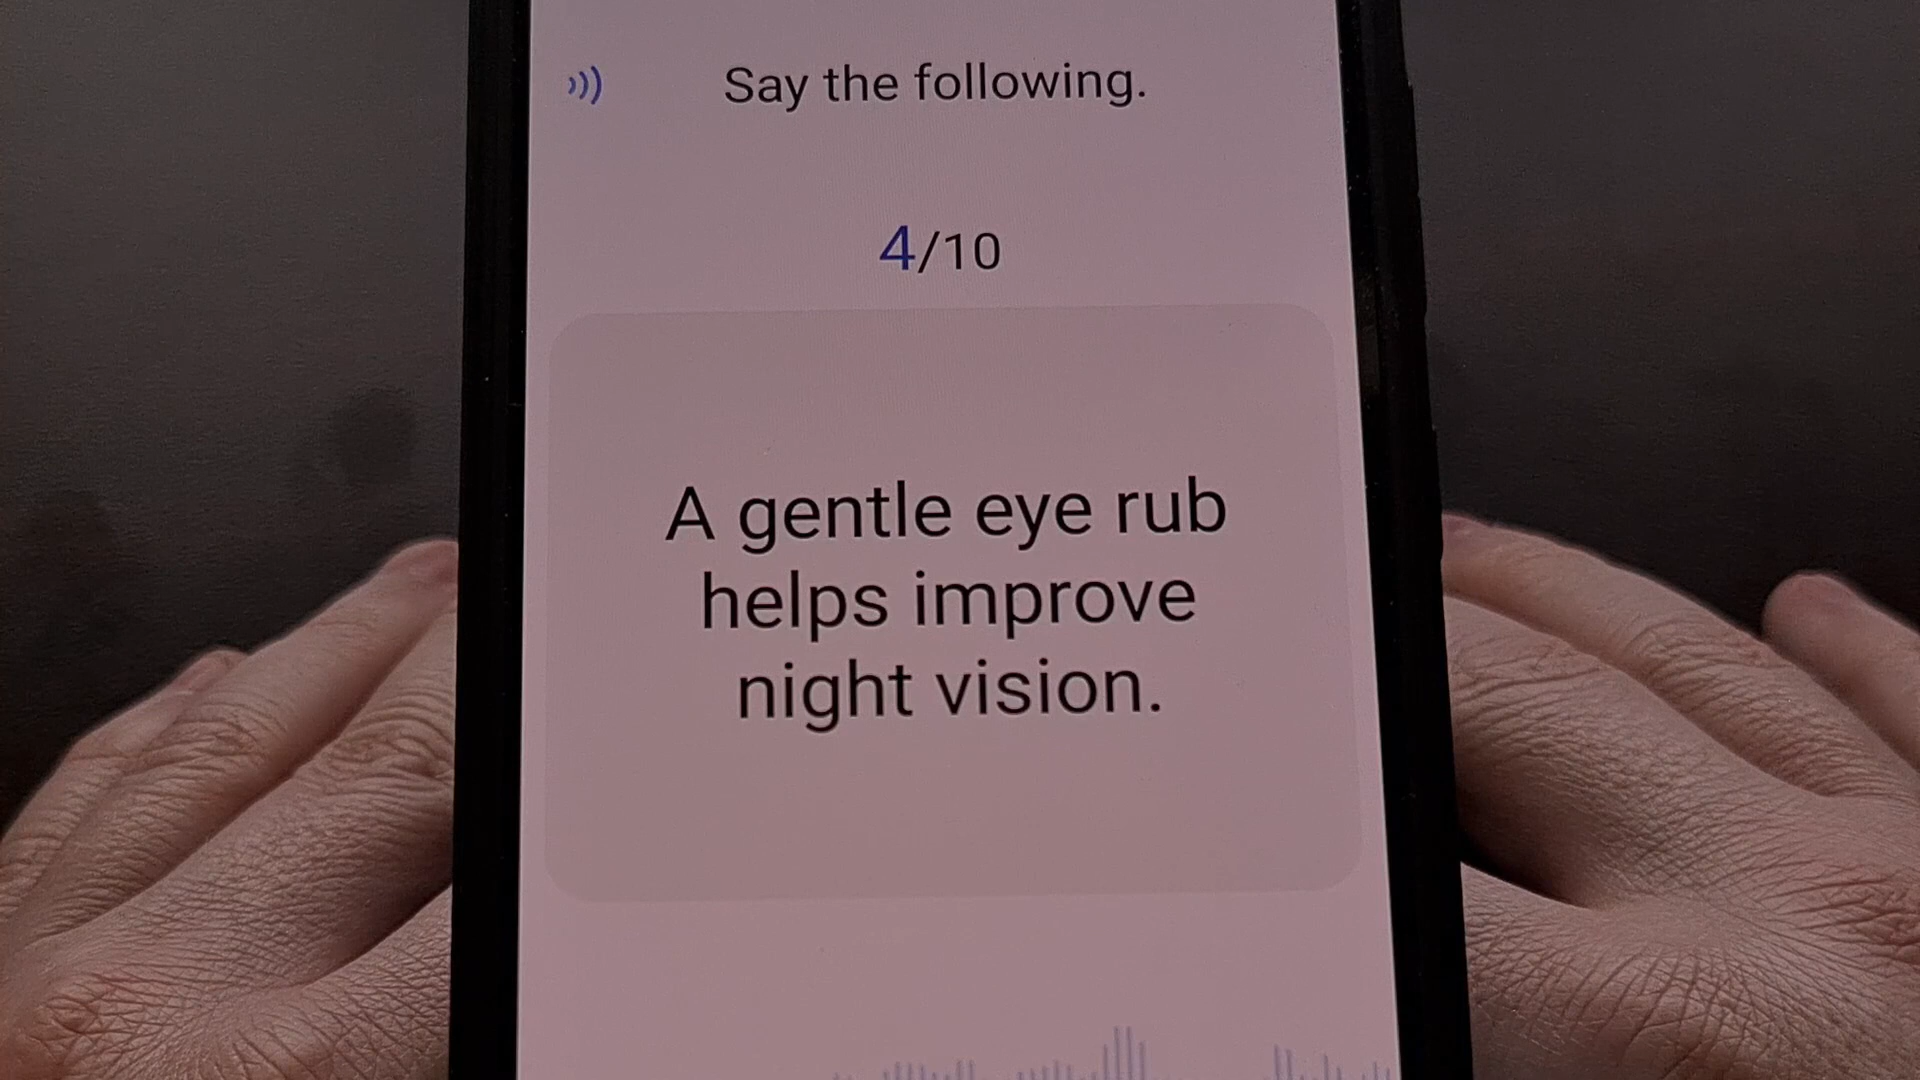 Say the following.
4/10
A gentle eye rub
helps improve
night vision.